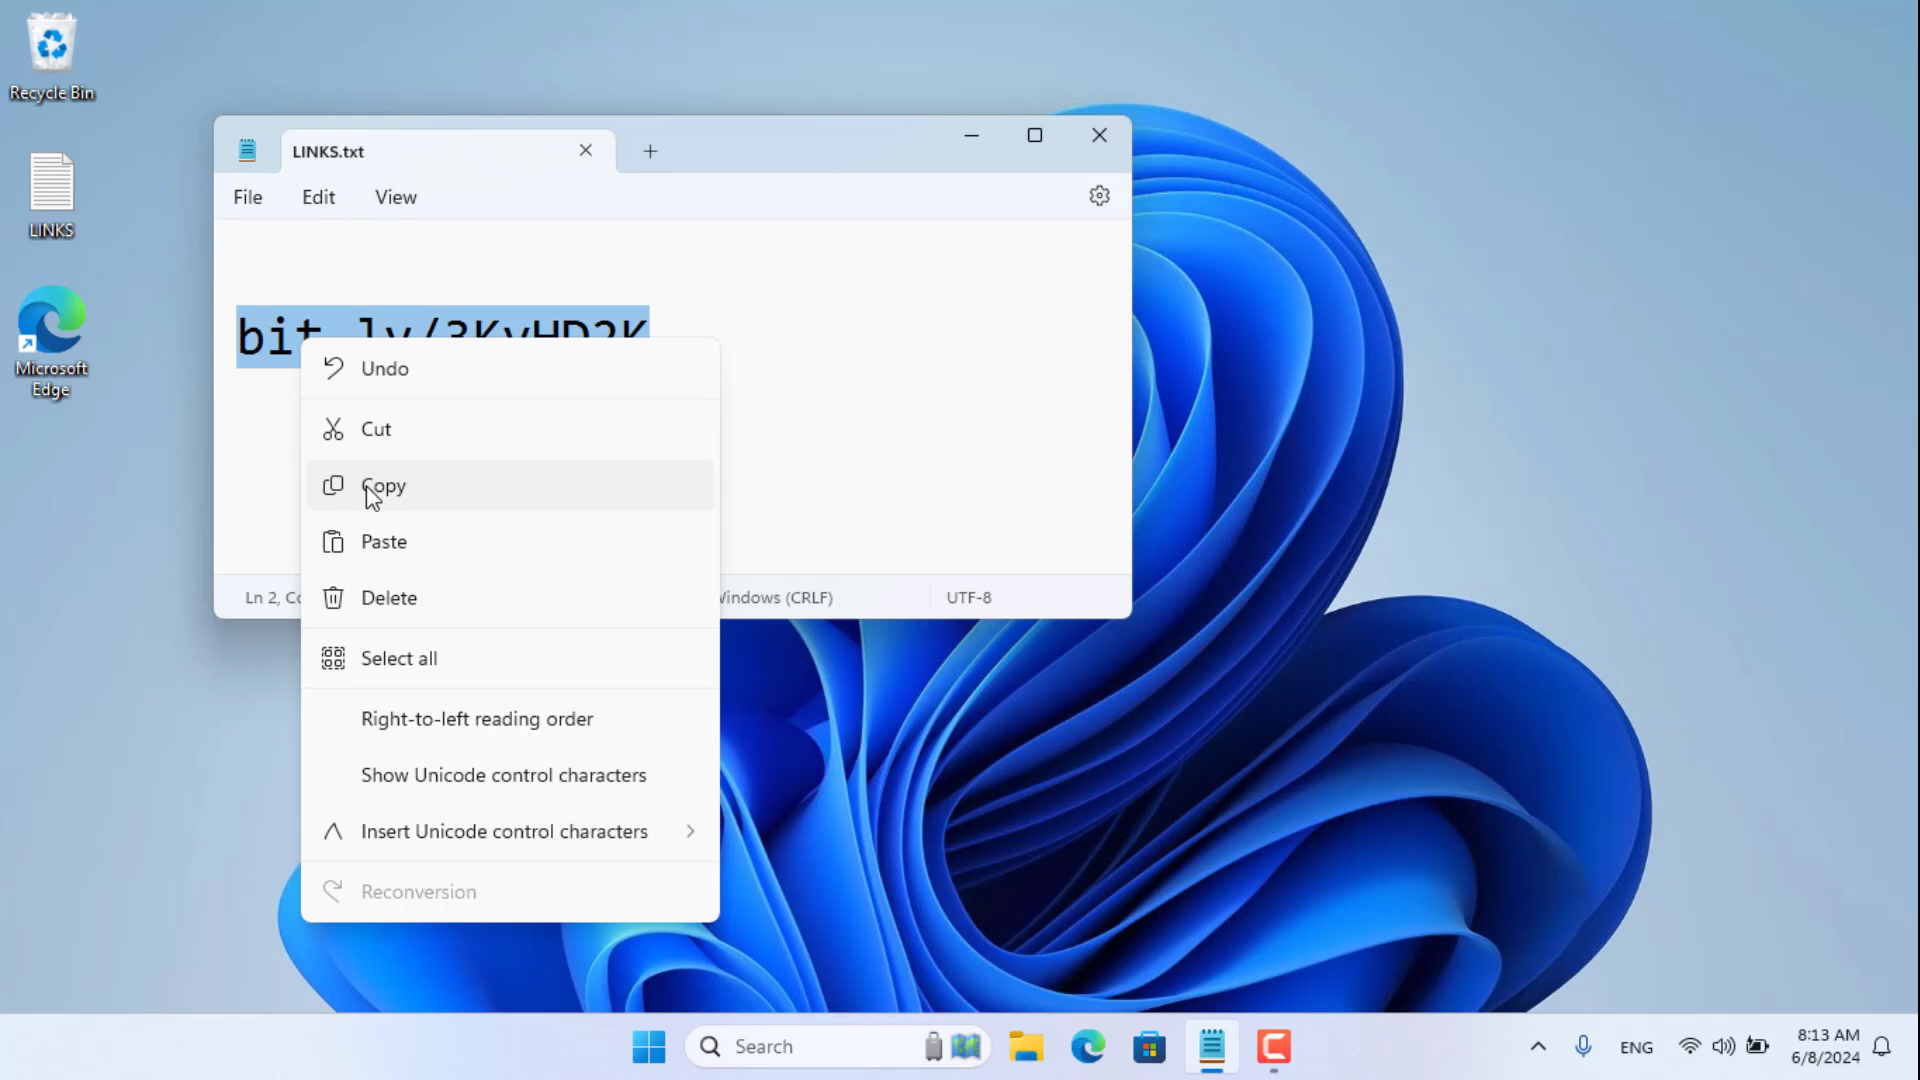 Recycle Bin
LINKS
Microsoft
Edge
LINKS.txt
File Edit View
bit.ly/3KvHD2K
Undo
Cut
Copy
Paste
Delete
Select all
Right-to-left reading order
Show Unicode control characters
Insert Unicode control characters
Reconversion
Ln 2,
Windows (CRLF)
UTF-8
Search
ENG
8:13 AM
6/8/2024